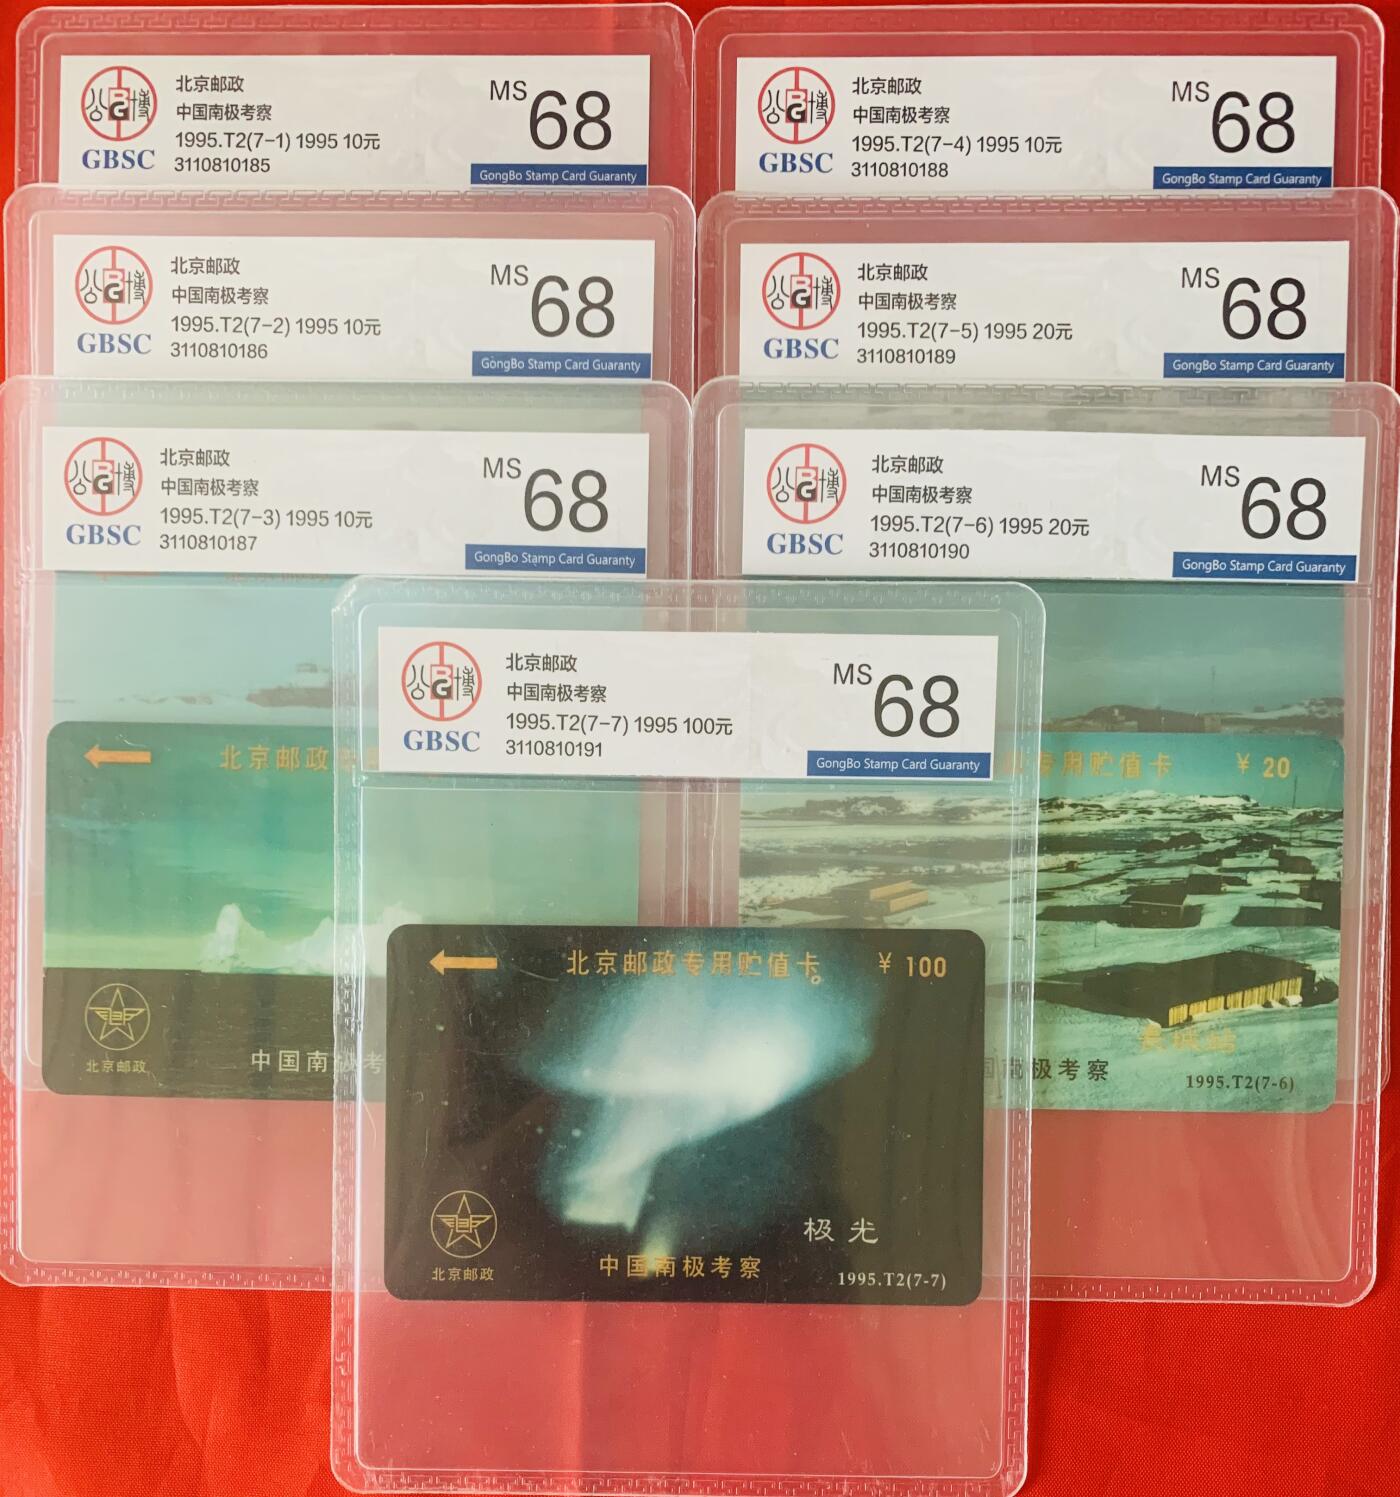 北京邮政
中国南极考察
1995.T2(7-1) 1995 10元
3110810185
GBSC
MS 68
GongBo Stamp Card Guaranty
北京邮政
中国南极考察
1995.T2(7-4) 1995 10元
3110810188
GBSC
MS 68
GongBo Stamp Card Guaranty
北京邮政
中国南极考察
1995.T2(7-2) 1995 10元
3110810186
GBSC
MS 68
GongBo Stamp Card Guaranty
北京邮政
中国南极考察
1995.T2(7-5) 1995 20元
3110810189
GBSC
MS 68
GongBo Stamp Card Guaranty
北京邮政
中国南极考察
1995.T2(7-3) 1995 10元
3110810187
GBSC
MS 68
GongBo Stamp Card Guaranty
北京邮政
中国南极考察
1995.T2(7-6) 1995 20元
3110810190
GBSC
MS 68
GongBo Stamp Card Guaranty
北京邮政
中国南极考察
1995.T2(7-7) 1995 100元
3110810191
GBSC
MS 68
GongBo Stamp Card Guaranty
北京邮政
北京邮政
中国南极考
专用贮值卡 ¥ 20
长城站
国南极考察
1995.T2(7-6)
北京邮政专用贮值卡 ¥ 100
极光
北京邮政
中国南极考察
1995.T2(7-7)